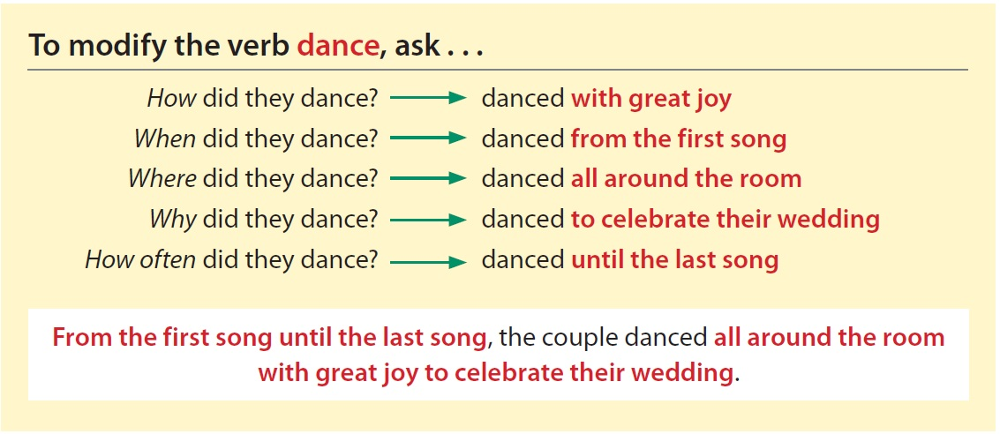 To modify the verb dance, ask . . .
How did they dance? danced with great joy
When did they dance? danced from the first song
Where did they dance? danced all around the room
Why did they dance? danced to celebrate their wedding
How often did they dance? danced until the last song
From the first song until the last song, the couple danced all around the room
with great joy to celebrate their wedding.